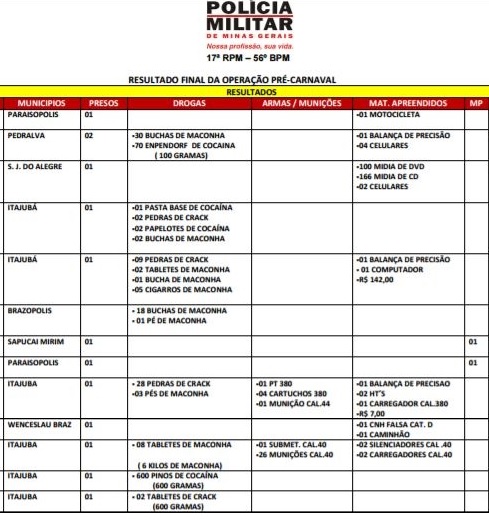 POLÍCIA
MILITAR
DE MINAS GERAIS
Nossa profissão, sua vida.
17ª RPM – 56º BPM
RESULTADO FINAL DA OPERAÇÃO PRÉ-CARNAVAL
RESULTADOS
MUNICIPIOS PRESOS DROGAS ARMAS / MUNIÇÕES MAT. APREENDIDOS MP
PARAISOPOLIS 01 •01 MOTOCICLETA
PEDRALVA 02 •30 BUCHAS DE MACONHA •01 BALANÇA DE PRECISÃO
•70 ENPENDORF DE COCAINA •04 CELULARES
( 100 GRAMAS)
S. J. DO ALEGRE 01 •100 MIDIA DE DVD
•166 MIDIA DE CD
•02 CELULARES
ITAJUBÁ 01 •01 PASTA BASE DE COCAÍNA
•02 PEDRAS DE CRACK
•02 PAPELOTES DE COCAÍNA
•02 BUCHAS DE MACONHA
ITAJUBÁ 01 •09 PEDRAS DE CRACK •01 BALANÇA DE PRECISÃO
•02 TABLETES DE MACONHA • 01 COMPUTADOR
•01 BUCHA DE MACONHA •R$ 142,00
•05 CIGARROS DE MACONHA
BRAZOPOLIS • 18 BUCHAS DE MACONHA
• 01 PÉ DE MACONHA
SAPUCAI MIRIM 01 01
PARAISOPOLIS 01 01
ITAJUBA 01 • 28 PEDRAS DE CRACK •01 PT 380 •01 BALANÇA DE PRECISAO
•03 PÉS DE MACONHA •04 CARTUCHOS 380 •02 HT'S
•01 MUNIÇÃO CAL.44 •01 CARREGADOR CAL.380
•R$ 7,00
WENCESLAU BRAZ 01 •01 CNH FALSA CAT. D
•01 CAMINHÃO
ITAJUBA 01 • 08 TABLETES DE MACONHA •01 SUBMET. CAL.40 •02 SILENCIADORES CAL .40
•26 MUNIÇÕES CAL.40 •02 CARREGADORES CAL .40
( 6 KILOS DE MACONHA)
ITAJUBA 01 • 600 PINOS DE COCAÍNA
(600 GRAMAS)
ITAJUBA 01 • 02 TABLETES DE CRACK
(600 GRAMAS)